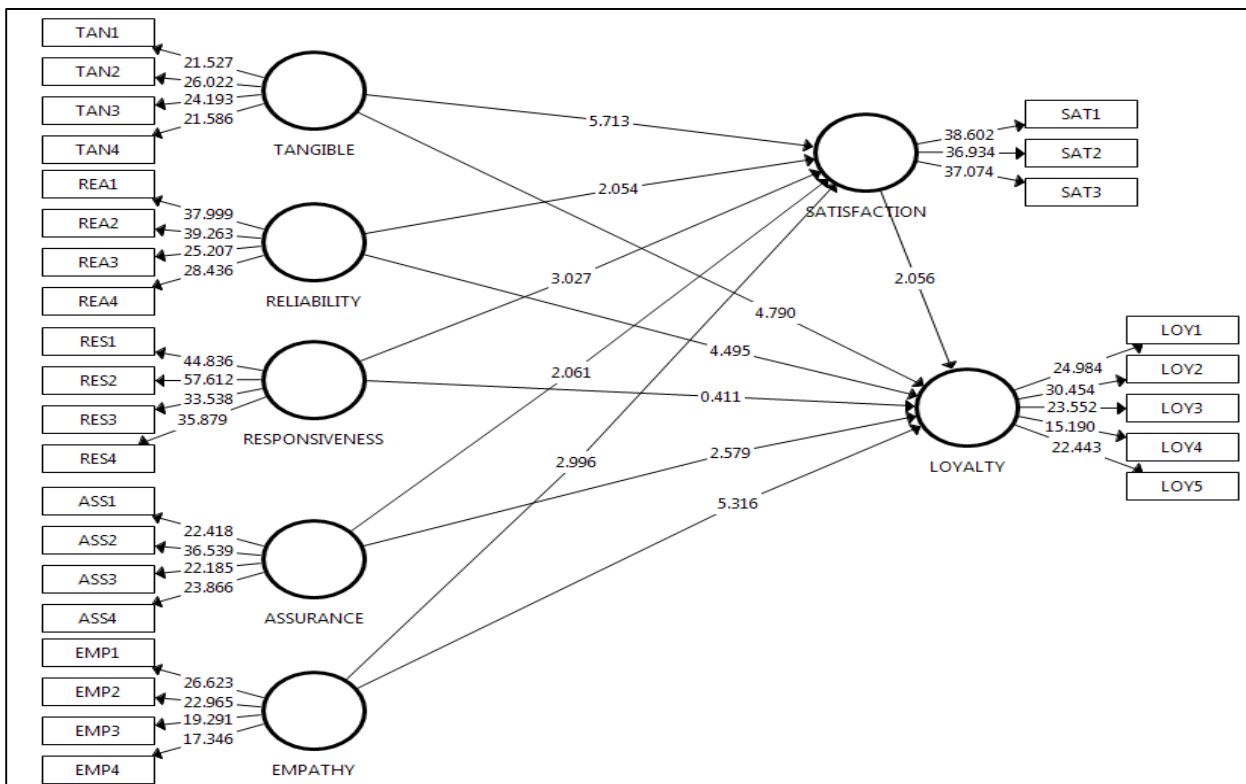 TAN1
TAN2
TAN3
TAN4
21.527
26.022
24.193
21.586
TANGIBLE
REA1
REA2
REA3
REA4
37.999
39.263
25.207
28.436
RELIABILITY
RES1
RES2
RES3
RES4
44.836
57.612
33.538
35.879
RESPONSIVENESS
ASS1
ASS2
ASS3
ASS4
22.418
36.539
22.185
23.866
ASSURANCE
EMP1
EMP2
EMP3
EMP4
26.623
22.965
19.291
17.346
EMPATHY
5.713
2.054
3.027
2.061
2.996
4.790
4.495
0.411
2.579
5.316
SATISFACTION
38.602
36.934
37.074
SAT1
SAT2
SAT3
2.056
LOYALTY
24.984
30.454
23.552
15.190
22.443
LOY1
LOY2
LOY3
LOY4
LOY5